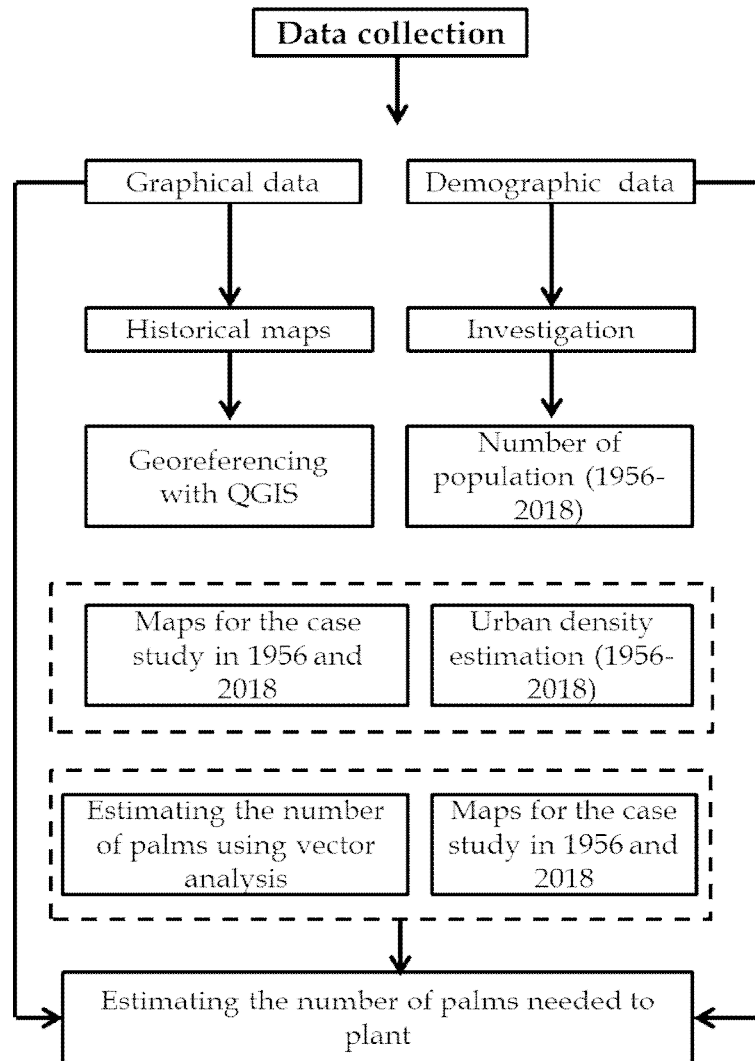 Data collection
Graphical data
Demographic data
Historical maps
Investigation
Georeferencing
with QGIS
Number of
population (1956-
2018)
Maps for the case
study in 1956 and
2018
Urban density
estimation (1956-
2018)
Estimating the number
of palms using vector
analysis
Maps for the case
study in 1956 and
2018
Estimating the number of palms needed to
plant